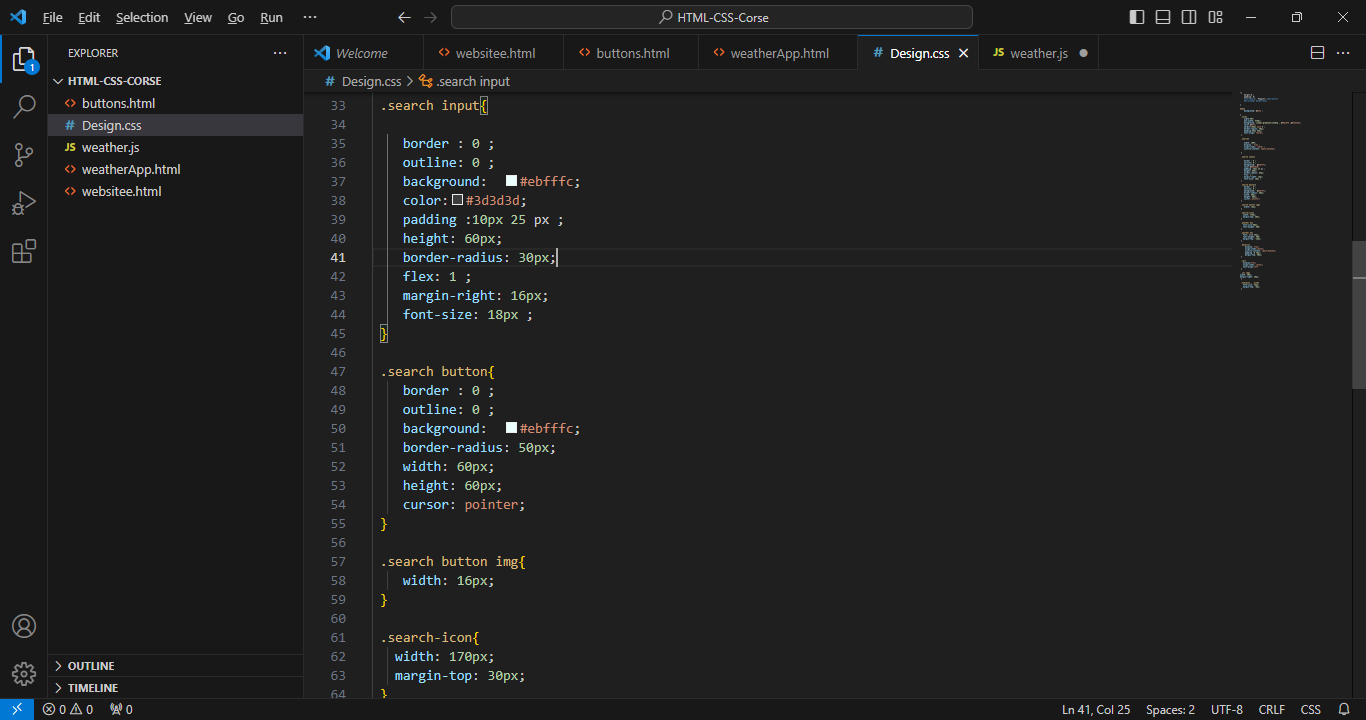 File Edit Selection View Go Run ··· HTML-CSS-Corse
EXPLORER ···
Welcome websitee.html buttons.html weatherApp.html # Design.css JS weather.js ···
# Design.css > .search input
HTML-CSS-CORSE
buttons.html
# Design.css
JS weather.js
weatherApp.html
websitee.html
OUTLINE
TIMELINE
1
33 .search input{
34
35 border : 0 ;
36 outline: 0 ;
37 background: #ebfffc;
38 color: #3d3d3d;
39 padding :10px 25 px ;
40 height: 60px;
41 border-radius: 30px;
42 flex: 1 ;
43 margin-right: 16px;
44 font-size: 18px ;
45 }
46
47 .search button{
48 border : 0 ;
49 outline: 0 ;
50 background: #ebfffc;
51 border-radius: 50px;
52 width: 60px;
53 height: 60px;
54 cursor: pointer;
55 }
56
57 .search button img{
58 width: 16px;
59 }
60
61 .search-icon{
62 width: 170px;
63 margin-top: 30px;
64 }
0 0 0 Ln 41, Col 25 Spaces: 2 UTF-8 CRLF CSS